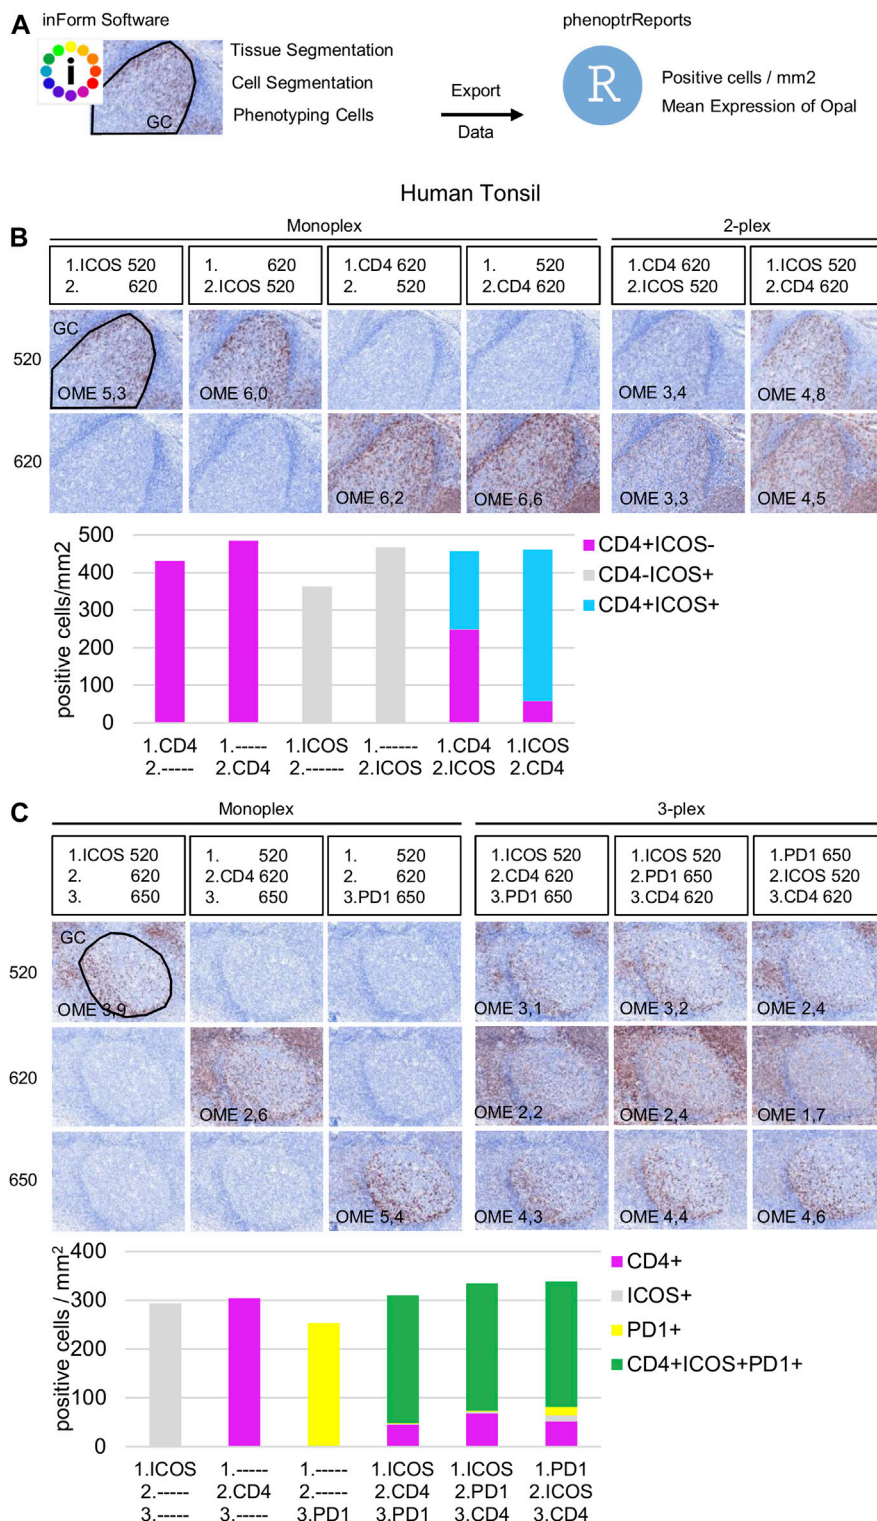 A
inForm Software
i
GC
Tissue Segmentation
Cell Segmentation
Phenotyping Cells
Export
Data
phenoptrReports
R
Positive cells / mm2
Mean Expression of Opal
Human Tonsil
B
Monoplex
2-plex
1.ICOS 520
2. 620
1. 620
2.ICOS 520
1.CD4 620
2. 520
1. 520
2.CD4 620
1.CD4 620
2.ICOS 520
1.ICOS 520
2.CD4 620
520
GC
OME 5,3
OME 6,0
OME 3,4
OME 4,8
620
OME 6,2
OME 6,6
OME 3,3
OME 4,5
positive cells/mm2
500
400
300
200
100
0
CD4+ICOS-
CD4-ICOS+
CD4+ICOS+
1.CD4
2.-----
1.-----
2.CD4
1.ICOS
2.------
1.------
2.ICOS
1.CD4
2.ICOS
1.ICOS
2.CD4
C
Monoplex
3-plex
1.ICOS 520
2. 620
3. 650
1. 520
2.CD4 620
3. 650
1. 520
2. 620
3.PD1 650
1.ICOS 520
2.CD4 620
3.PD1 650
1.ICOS 520
2.PD1 650
3.CD4 620
1.PD1 650
2.ICOS 520
3.CD4 620
520
GC
OME 3,9
OME 3,1
OME 3,2
OME 2,4
620
OME 2,6
OME 2,2
OME 2,4
OME 1,7
650
OME 5,4
OME 4,3
OME 4,4
OME 4,6
positive cells / mm²
400
300
200
100
0
CD4+
ICOS+
PD1+
CD4+ICOS+PD1+
1.ICOS
2.-----
3.-----
1.-----
2.CD4
3.-----
1.-----
2.-----
3.PD1
1.ICOS
2.CD4
3.PD1
1.ICOS
2.PD1
3.CD4
1.PD1
2.ICOS
3.CD4